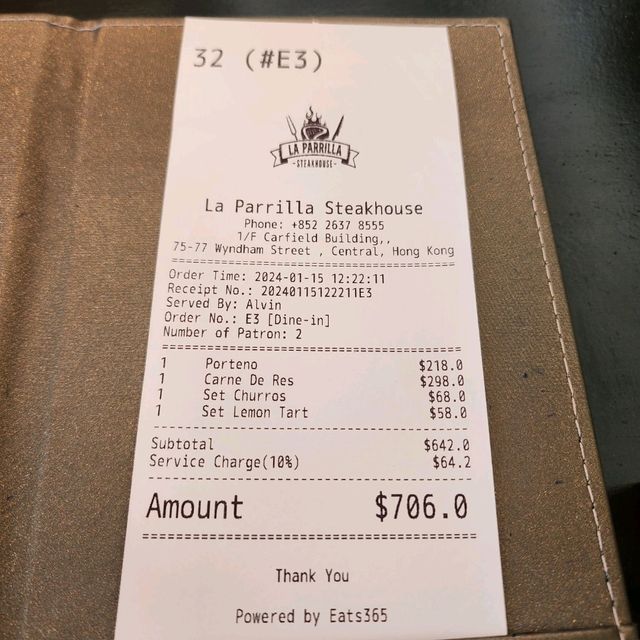 32 (#E3)
LA PARRILLA
-STEAKHOUSE-
La Parrilla Steakhouse
Phone: +852 2637 8555
1/F Carfield Building,,
75-77 Wyndham Street , Central, Hong Kong
Order Time: 2024-01-15 12:22:11
Receipt No.: 20240115122211E3
Served By: Alvin
Order No.: E3 [Dine-in]
Number of Patron: 2
1 Porteno $218.0
1 Carne De Res $298.0
1 Set Churros $68.0
1 Set Lemon Tart $58.0
Subtotal $642.0
Service Charge(10%) $64.2
Amount $706.0
Thank You
Powered by Eats365